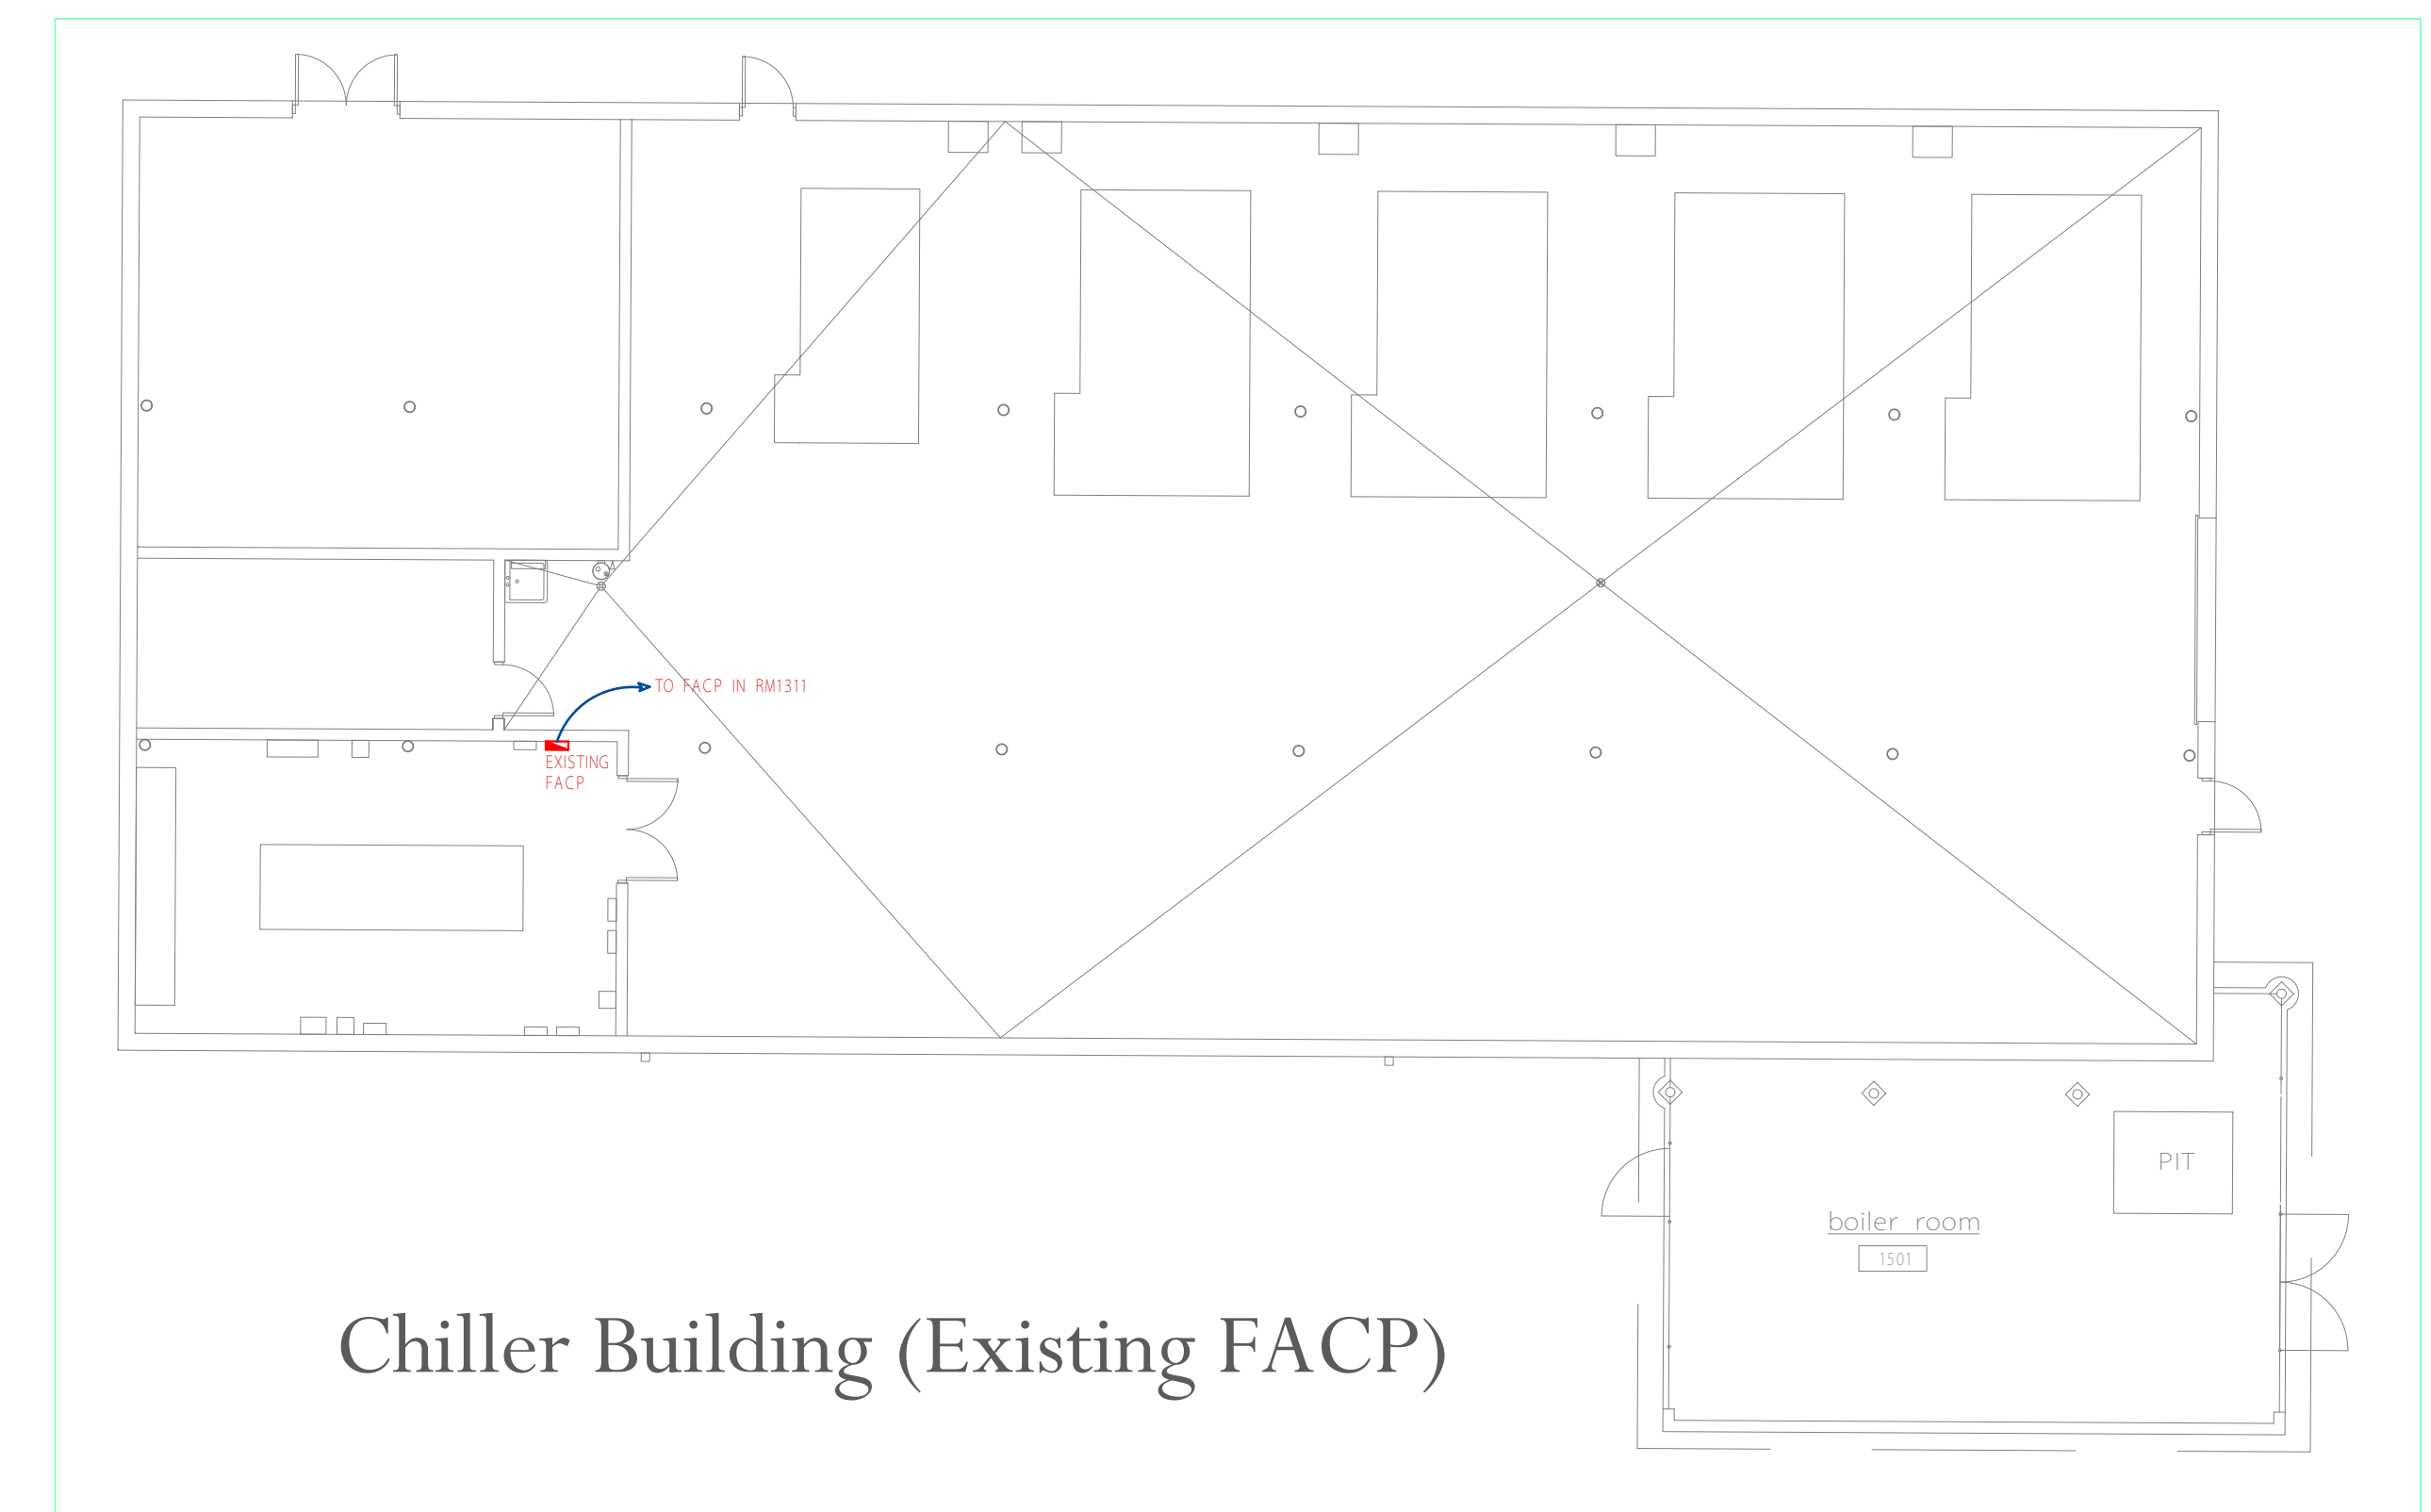 TO FACP IN RM1311
EXISTING
FACP
PIT
boiler room
1501
Chiller Building (Existing FACP)